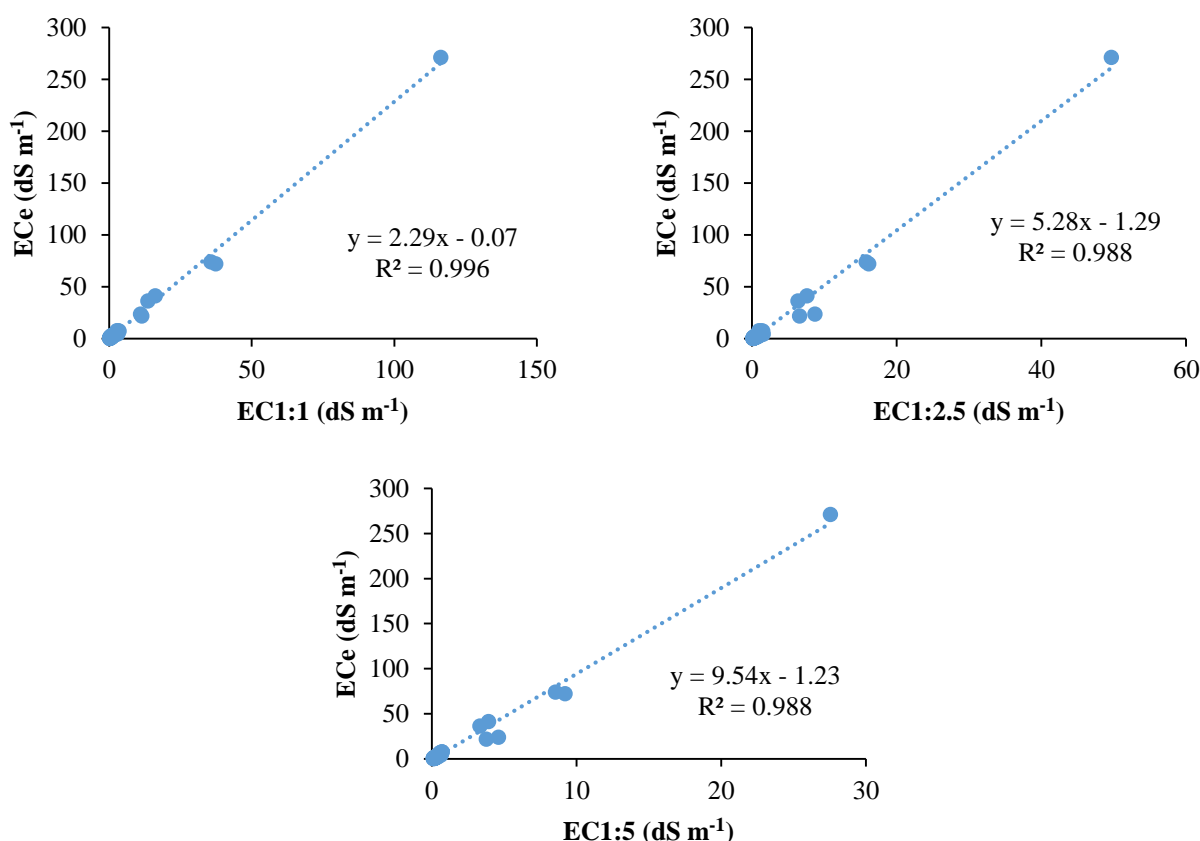 300
250
200
150
100
50
0
ECe (dS m⁻¹)
y = 2.29x - 0.07
R² = 0.996
0 50 100 150
EC1:1 (dS m⁻¹)
300
250
200
150
100
50
0
ECe (dS m⁻¹)
y = 5.28x - 1.29
R² = 0.988
0 20 40 60
EC1:2.5 (dS m⁻¹)
300
250
200
150
100
50
0
ECe (dS m⁻¹)
y = 9.54x - 1.23
R² = 0.988
0 10 20 30
EC1:5 (dS m⁻¹)